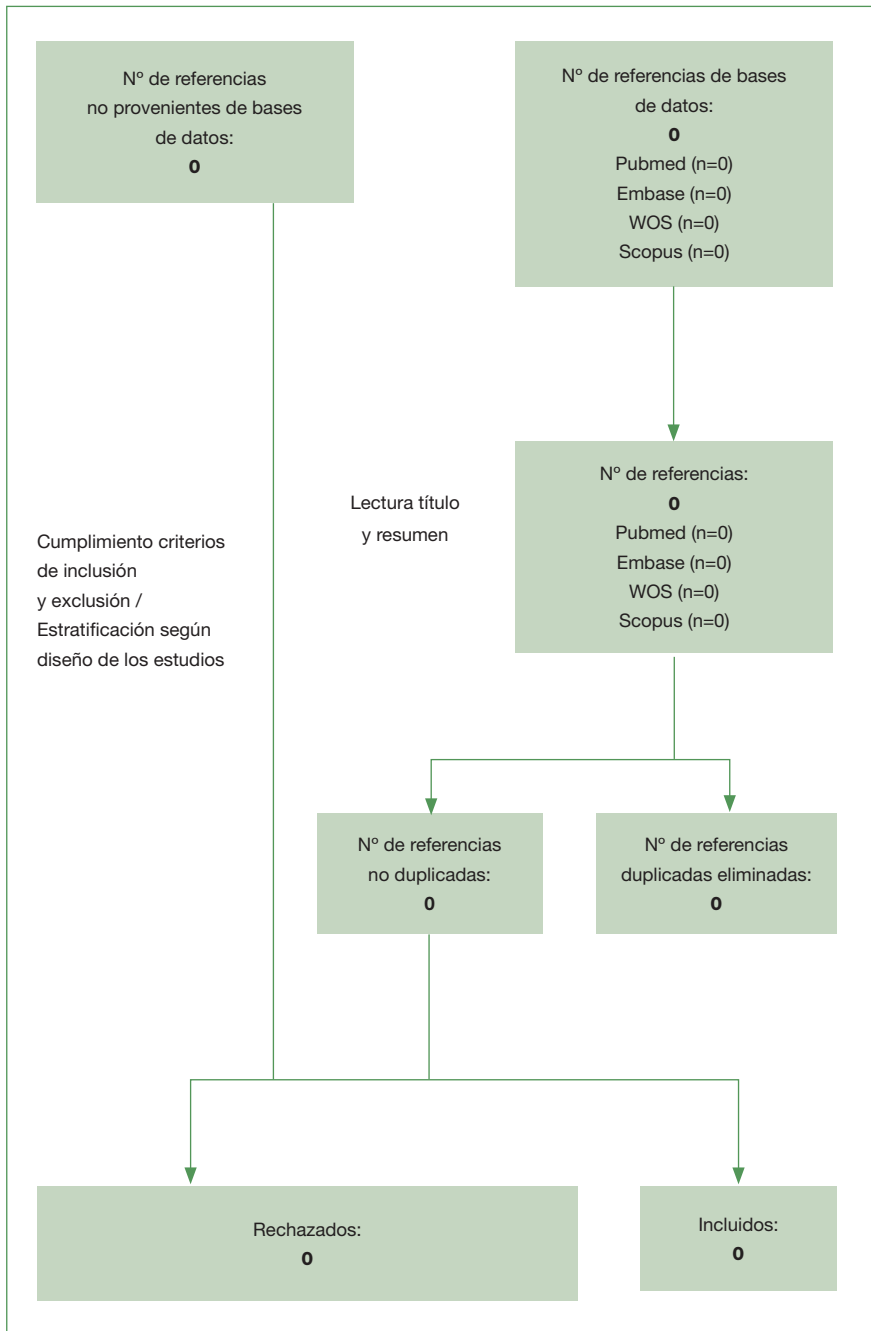 Nº de referencias
no provenientes de bases
de datos:
0
Nº de referencias de bases
de datos:
0
Pubmed (n=0)
Embase (n=0)
WOS (n=0)
Scopus (n=0)
Cumplimiento criterios
de inclusión
y exclusión /
Estratificación según
diseño de los estudios
Lectura título
y resumen
Nº de referencias:
0
Pubmed (n=0)
Embase (n=0)
WOS (n=0)
Scopus (n=0)
Nº de referencias
no duplicadas:
0
Nº de referencias
duplicadas eliminadas:
0
Rechazados:
0
Incluidos:
0